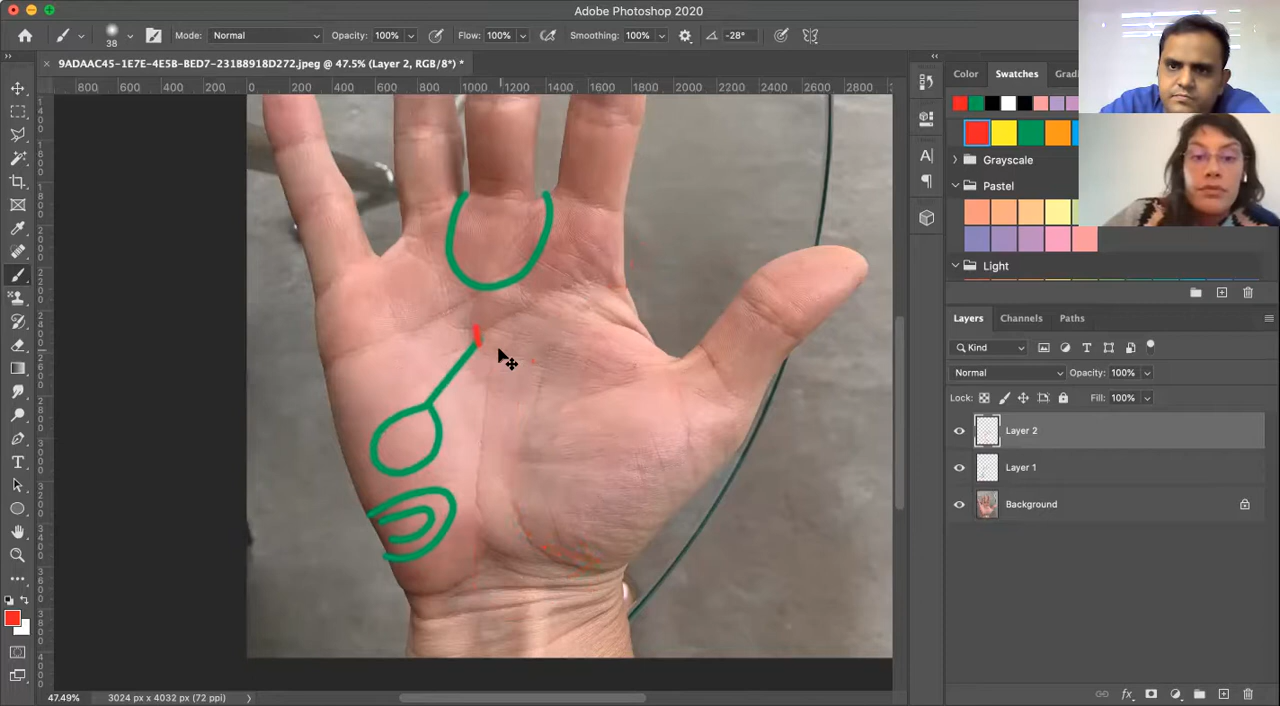 Adobe Photoshop 2020
38
Mode: Normal
Opacity: 100%
Flow: 100%
Smoothing: 100%
-28°
9ADAAC45-1E7E-4E5B-BED7-231B8918D272.jpeg @ 47.5% (Layer 2, RGB/8*) *
800 600 400 200 0 200 400 600 800 1000 1200 1400 1600 1800 2000 2200 2400 2600 2800
Color Swatches
Grayscale
Pastel
Light
Layers Channels Paths
Kind
Normal Opacity: 100%
Lock: Fill: 100%
Layer 2
Layer 1
Background
47.49% 3024 px x 4032 px (72 ppi)